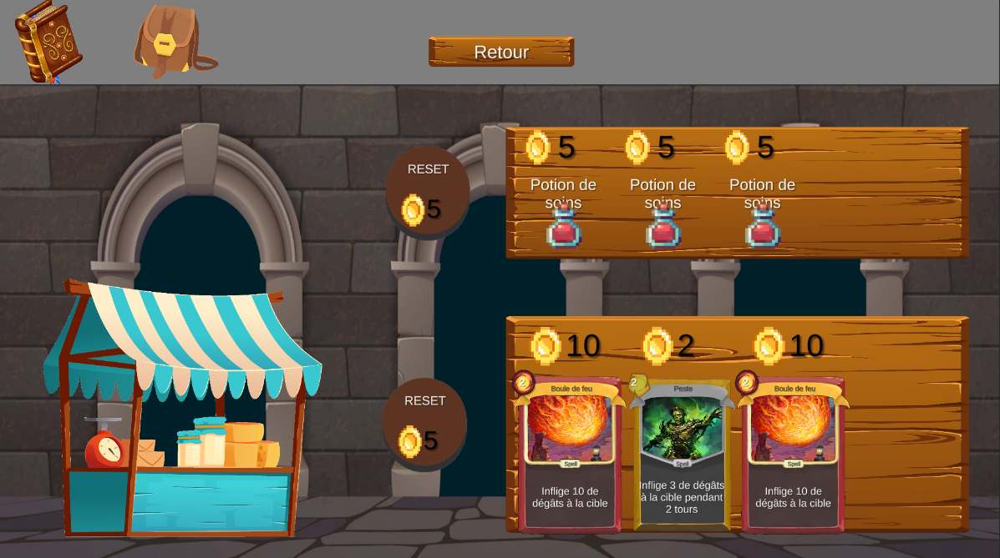 Retour
RESET
5
5
5
5
Potion de
soins
Potion de
soins
Potion de
soins
RESET
5
10
2
10
2
Boule de feu
Spell
Inflige 10 de
dégâts à la cible
2
Peste
Spell
Inflige 3 de dégâts
à la cible pendant
2 tours
2
Boule de feu
Spell
Inflige 10 de
dégâts à la cible